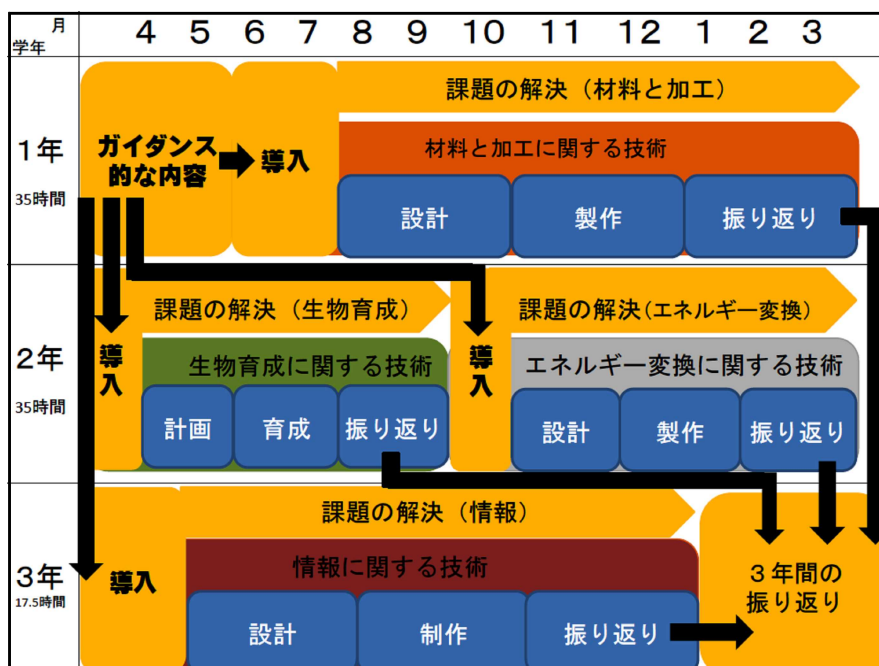 月
学年
4 5 6 7 8 9 10 11 12 1 2 3
課題の解決（材料と加工）
1年
35時間
ガイダンス
的な内容
導入
材料と加工に関する技術
設計 製作 振り返り
課題の解決（生物育成）
課題の解決（エネルギー変換）
2年
35時間
導
入
生物育成に関する技術
導
入
エネルギー変換に関する技術
計画 育成 振り返り
設計 製作 振り返り
課題の解決（情報）
3年
17.5時間
導入
情報に関する技術
3年間の
振り返り
設計 制作 振り返り